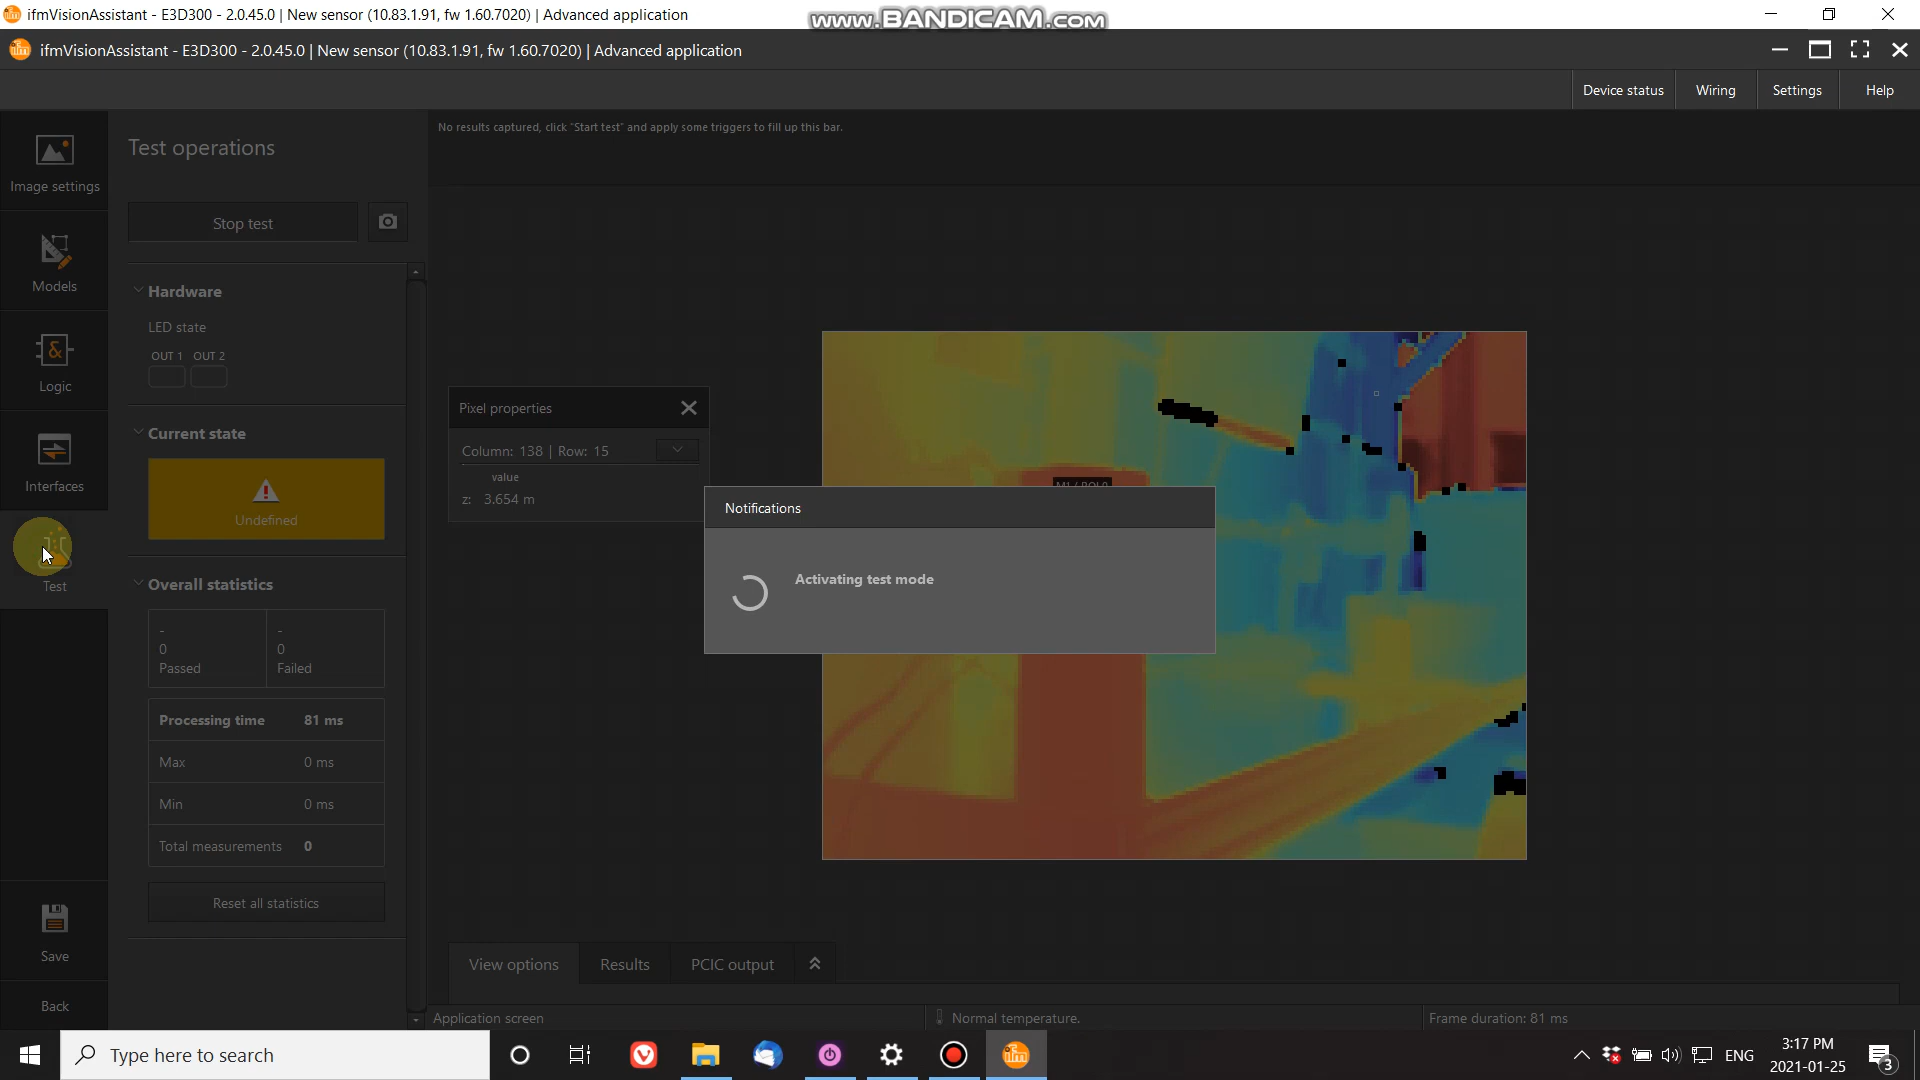 ifmVisionAssistant - E3D300 - 2.0.45.0 | New sensor (10.83.1.91, fw 1.60.7020) | Advanced application
www.BANDICAM.com
ifm
ifmVisionAssistant - E3D300 - 2.0.45.0 | New sensor (10.83.1.91, fw 1.60.7020) | Advanced application
Device status
Wiring
Settings
Help
Image settings
Models
Logic
Interfaces
Test
Save
Back
Test operations
Stop test
Hardware
LED state
OUT 1 OUT 2
Current state
Undefined
Overall statistics
- -
0 0
Passed Failed
Processing time 81 ms
Max 0 ms
Min 0 ms
Total measurements 0
Reset all statistics
No results captured, click "Start test" and apply some triggers to fill up this bar.
Pixel properties
Column: 138 | Row: 15
value
z: 3.654 m
Notifications
Activating test mode
View options
Results
PCIC output
Application screen
Normal temperature.
Frame duration: 81 ms
Type here to search
ifm
ENG
3:17 PM
2021-01-25
3